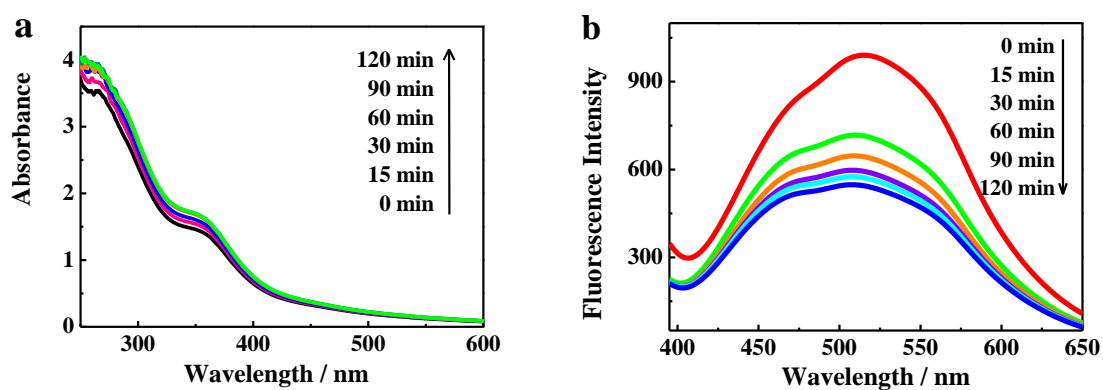 a
Absorbance
4
3
2
1
0
120 min
90 min
60 min
30 min
15 min
0 min
300
400
500
600
Wavelength / nm
b
Fluorescence Intensity
900
600
300
0 min
15 min
30 min
60 min
90 min
120 min
400
450
500
550
600
650
Wavelength / nm